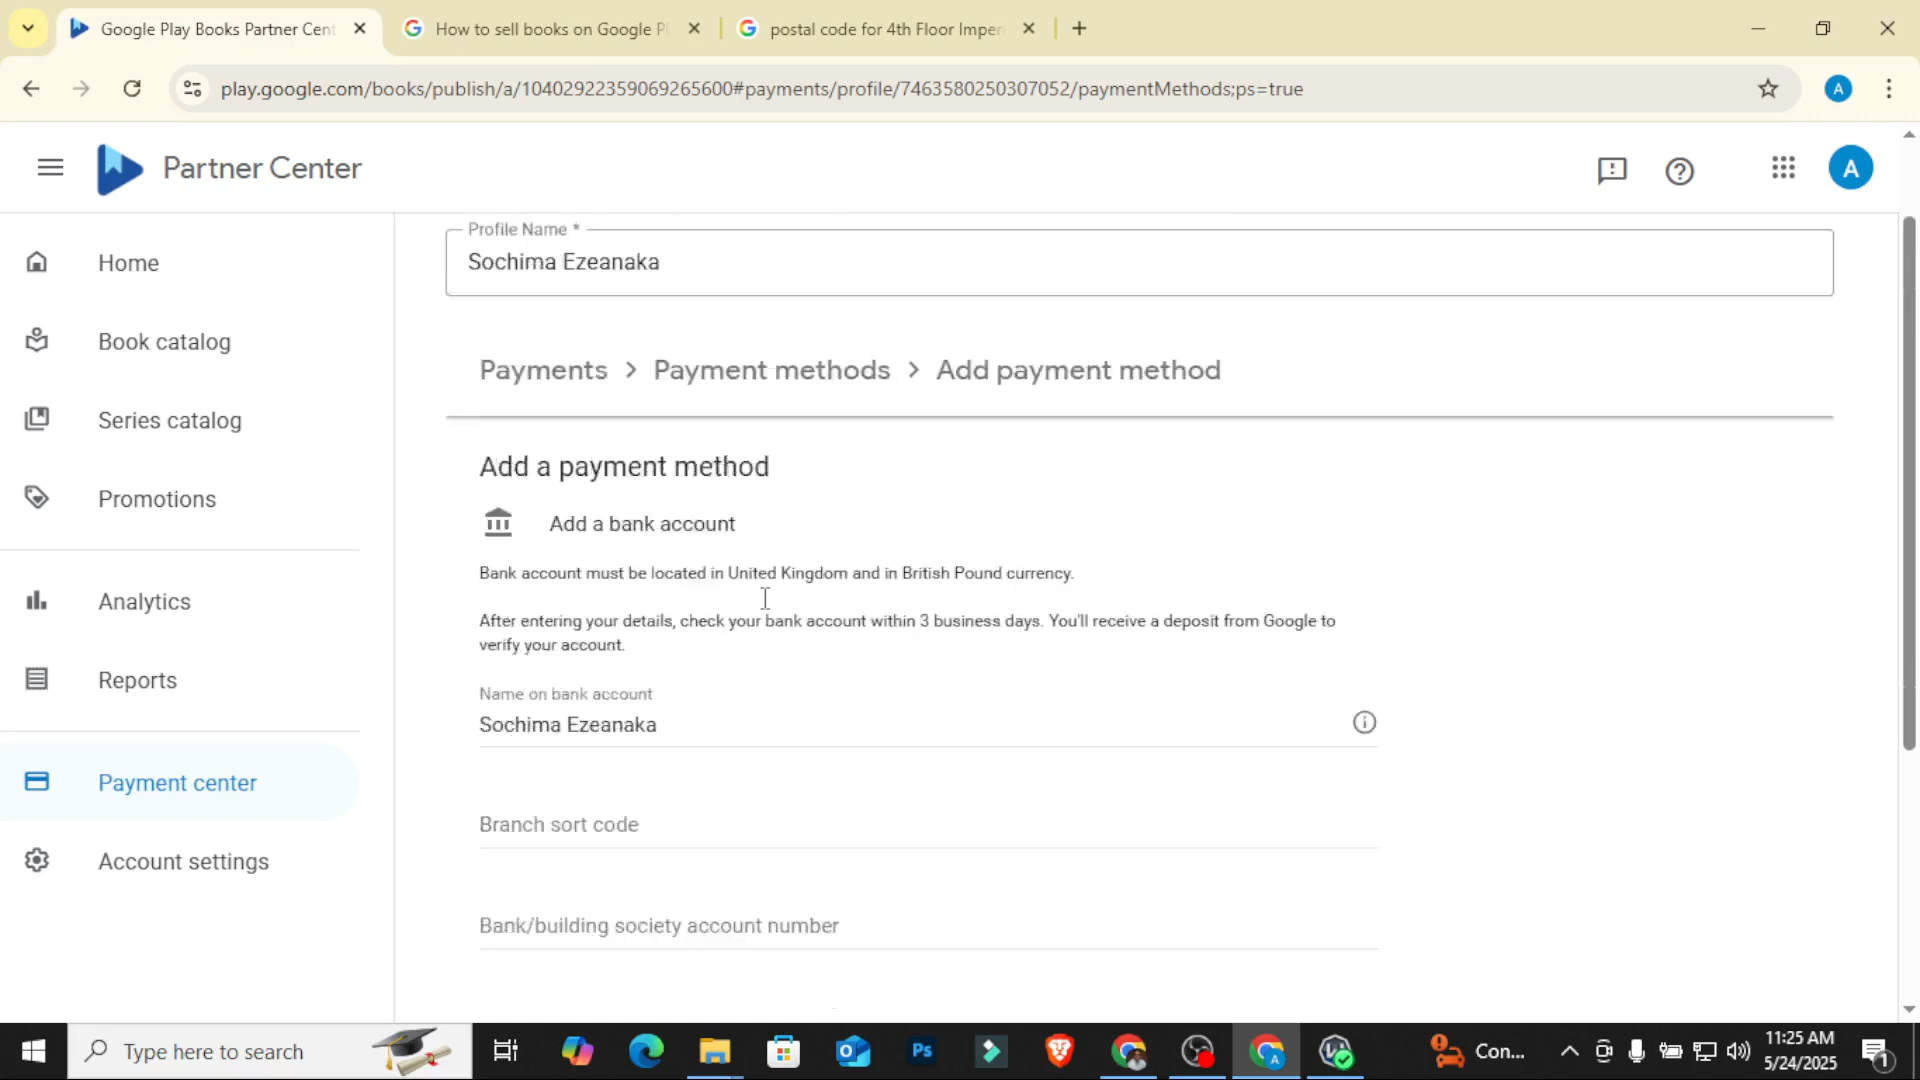 Google Play Books Partner Cent
How to sell books on Google Pl
postal code for 4th Floor Imper
play.google.com/books/publish/a/10402922359069265600#payments/profile/7463580250307052/paymentMethods;ps=true
A
Partner Center
A
Home
Book catalog
Series catalog
Promotions
Analytics
Reports
Payment center
Account settings
Profile Name *
Sochima Ezeanaka
Payments > Payment methods > Add payment method
Add a payment method
Add a bank account
Bank account must be located in United Kingdom and in British Pound currency.
After entering your details, check your bank account within 3 business days. You'll receive a deposit from Google to
verify your account.
Name on bank account
Sochima Ezeanaka
Branch sort code
Bank/building society account number
Type here to search
Ps
Con...
11:25 AM
5/24/2025
1